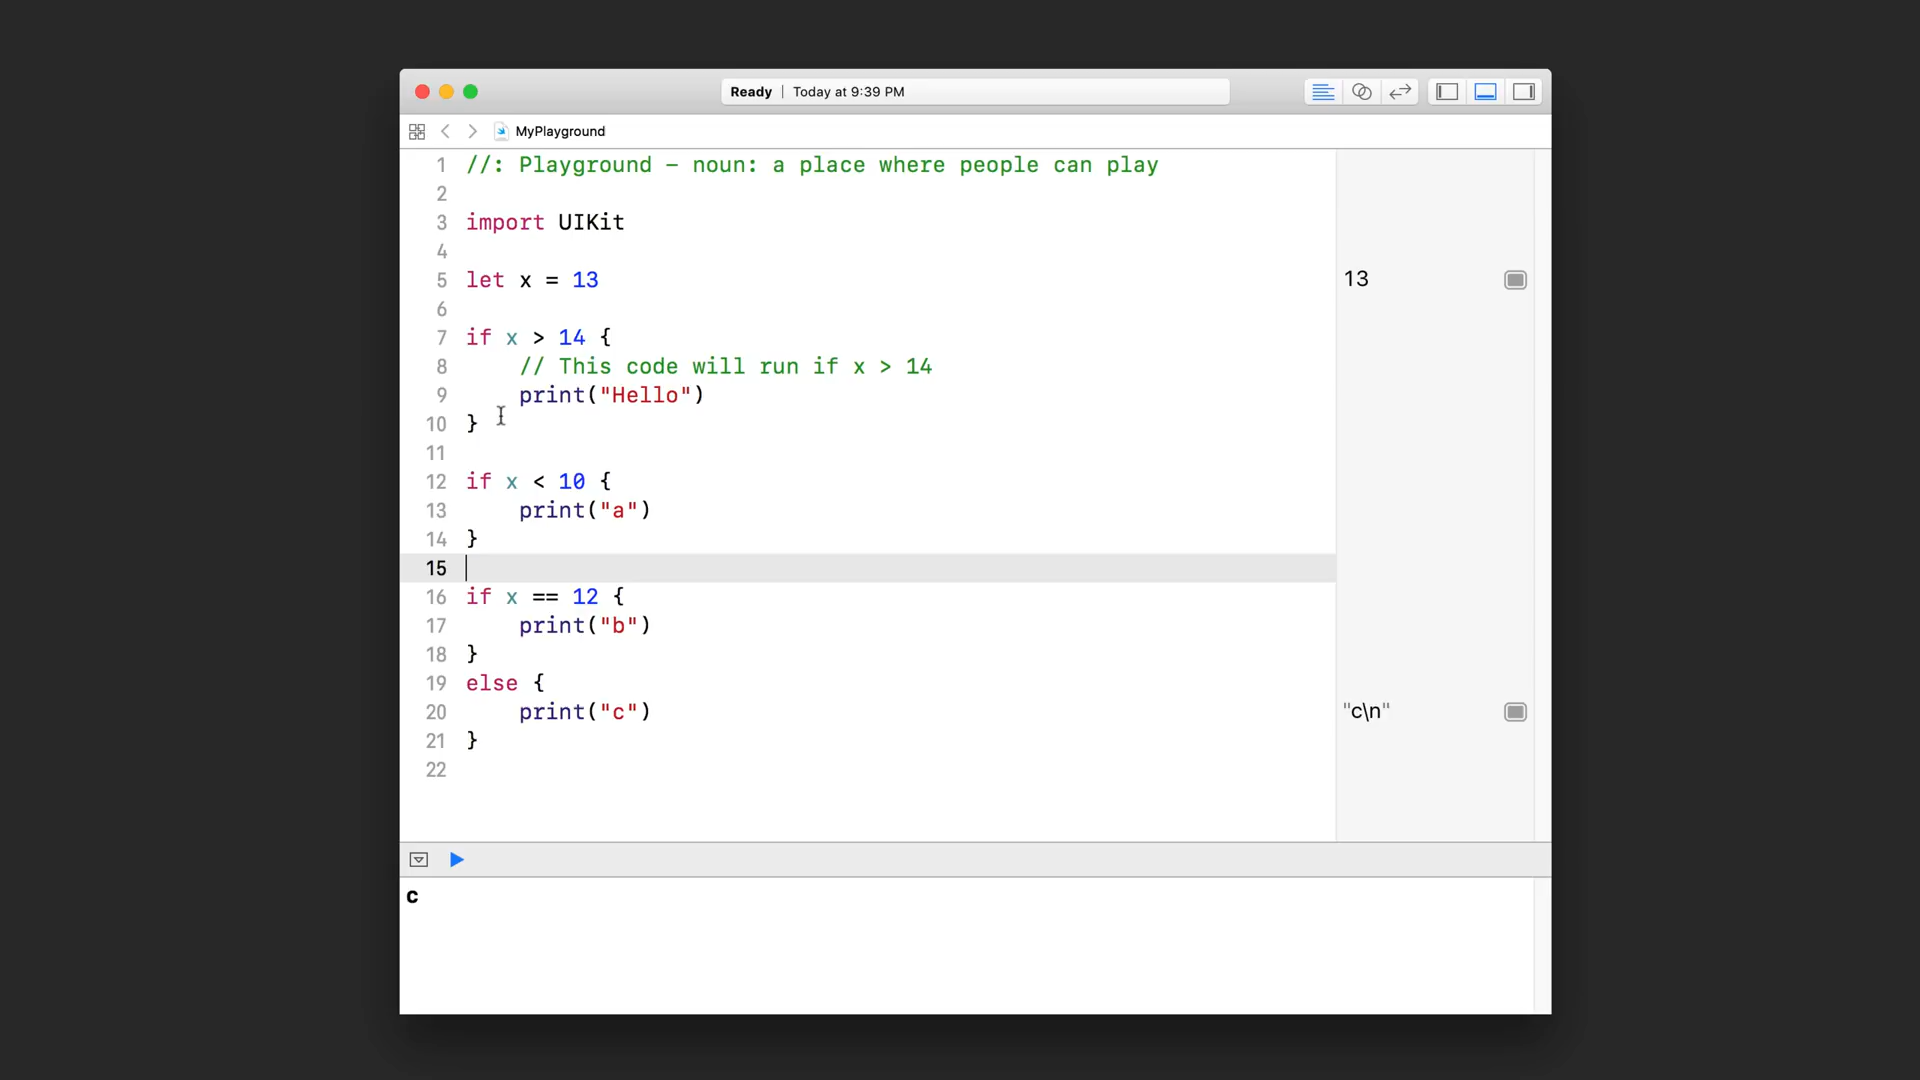 Ready | Today at 9:39 PM
MyPlayground
1 //: Playground – noun: a place where people can play
2
3 import UIKit
4
5 let x = 13 13
6
7 if x > 14 {
8 // This code will run if x > 14
9 print("Hello")
10 }
11
12 if x < 10 {
13 print("a")
14 }
15
16 if x == 12 {
17 print("b")
18 }
19 else {
20 print("c") "c\n"
21 }
22
c